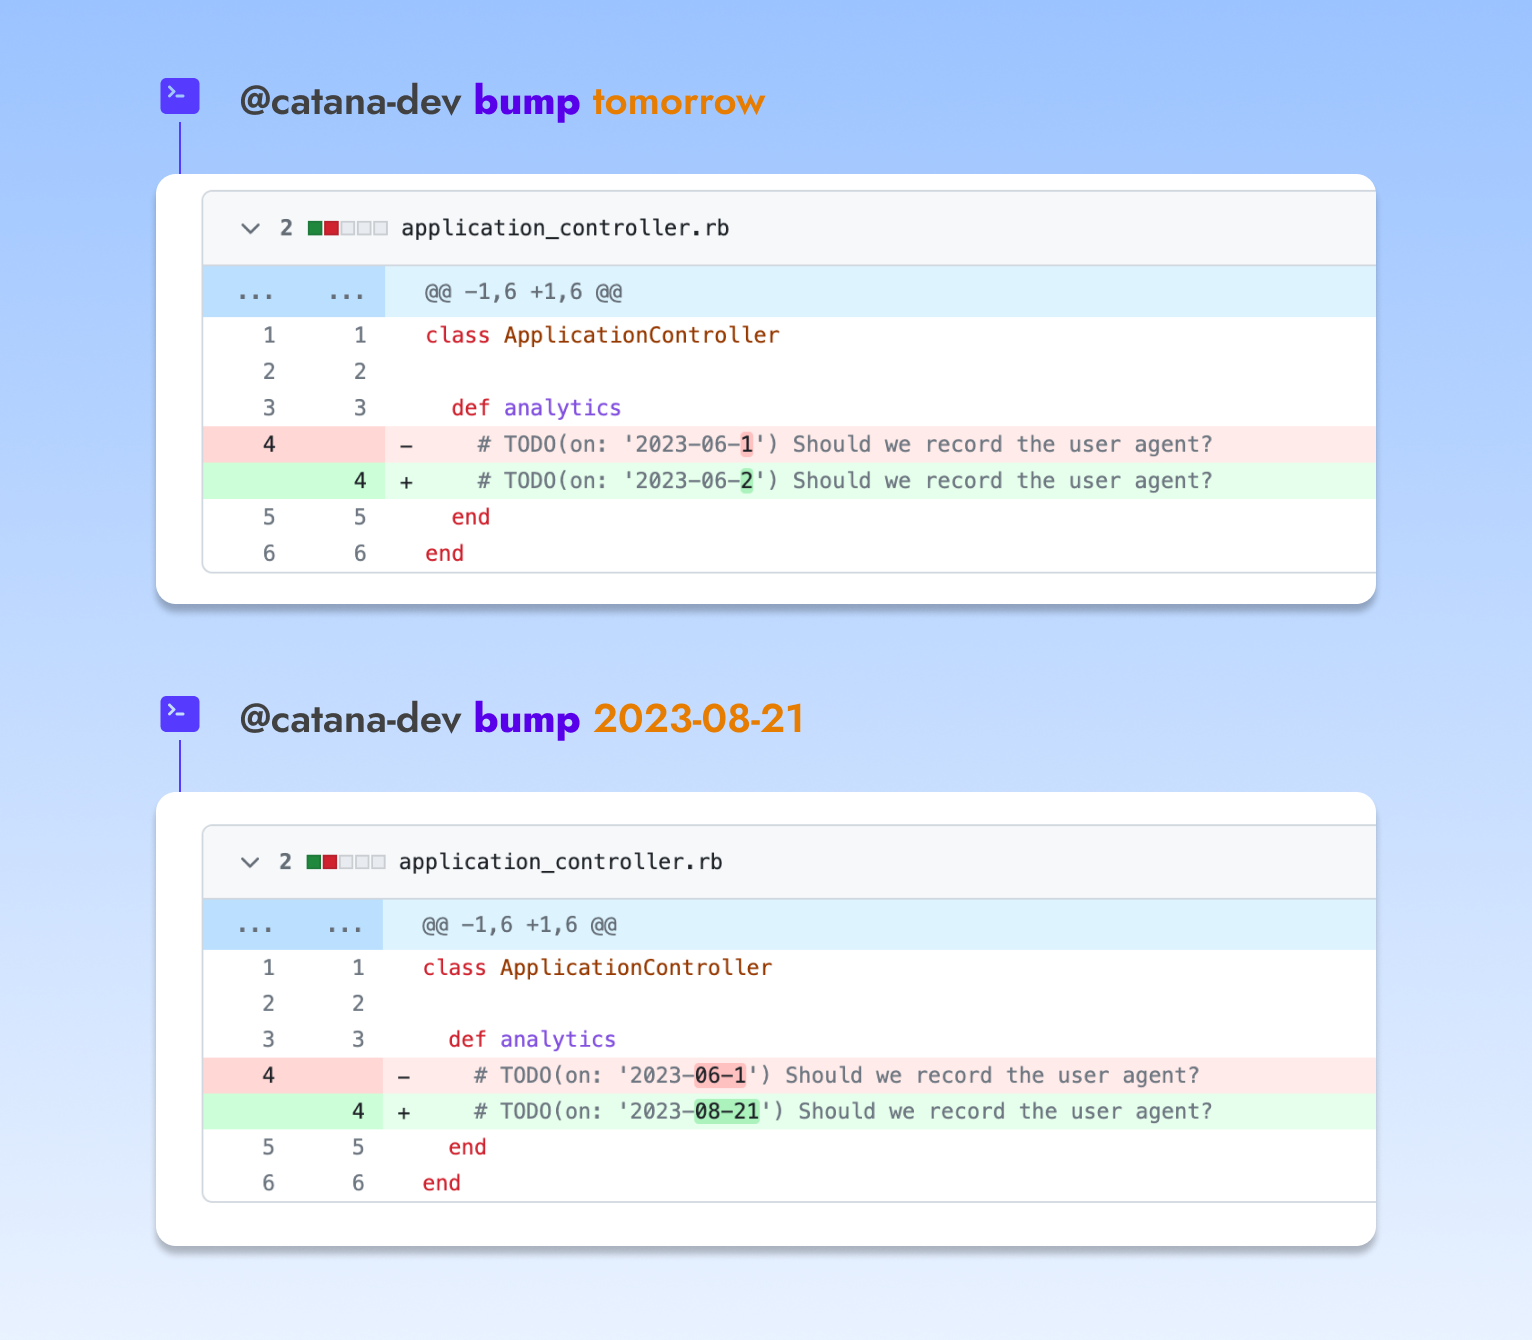 >_ @catana-dev bump tomorrow
2 application_controller.rb
... ... @@ -1,6 +1,6 @@
1 1 class ApplicationController
2 2
3 3 def analytics
4 - # TODO(on: '2023-06-1') Should we record the user agent?
4 + # TODO(on: '2023-06-2') Should we record the user agent?
5 5 end
6 6 end
>_ @catana-dev bump 2023-08-21
2 application_controller.rb
... ... @@ -1,6 +1,6 @@
1 1 class ApplicationController
2 2
3 3 def analytics
4 - # TODO(on: '2023-06-1') Should we record the user agent?
4 + # TODO(on: '2023-08-21') Should we record the user agent?
5 5 end
6 6 end